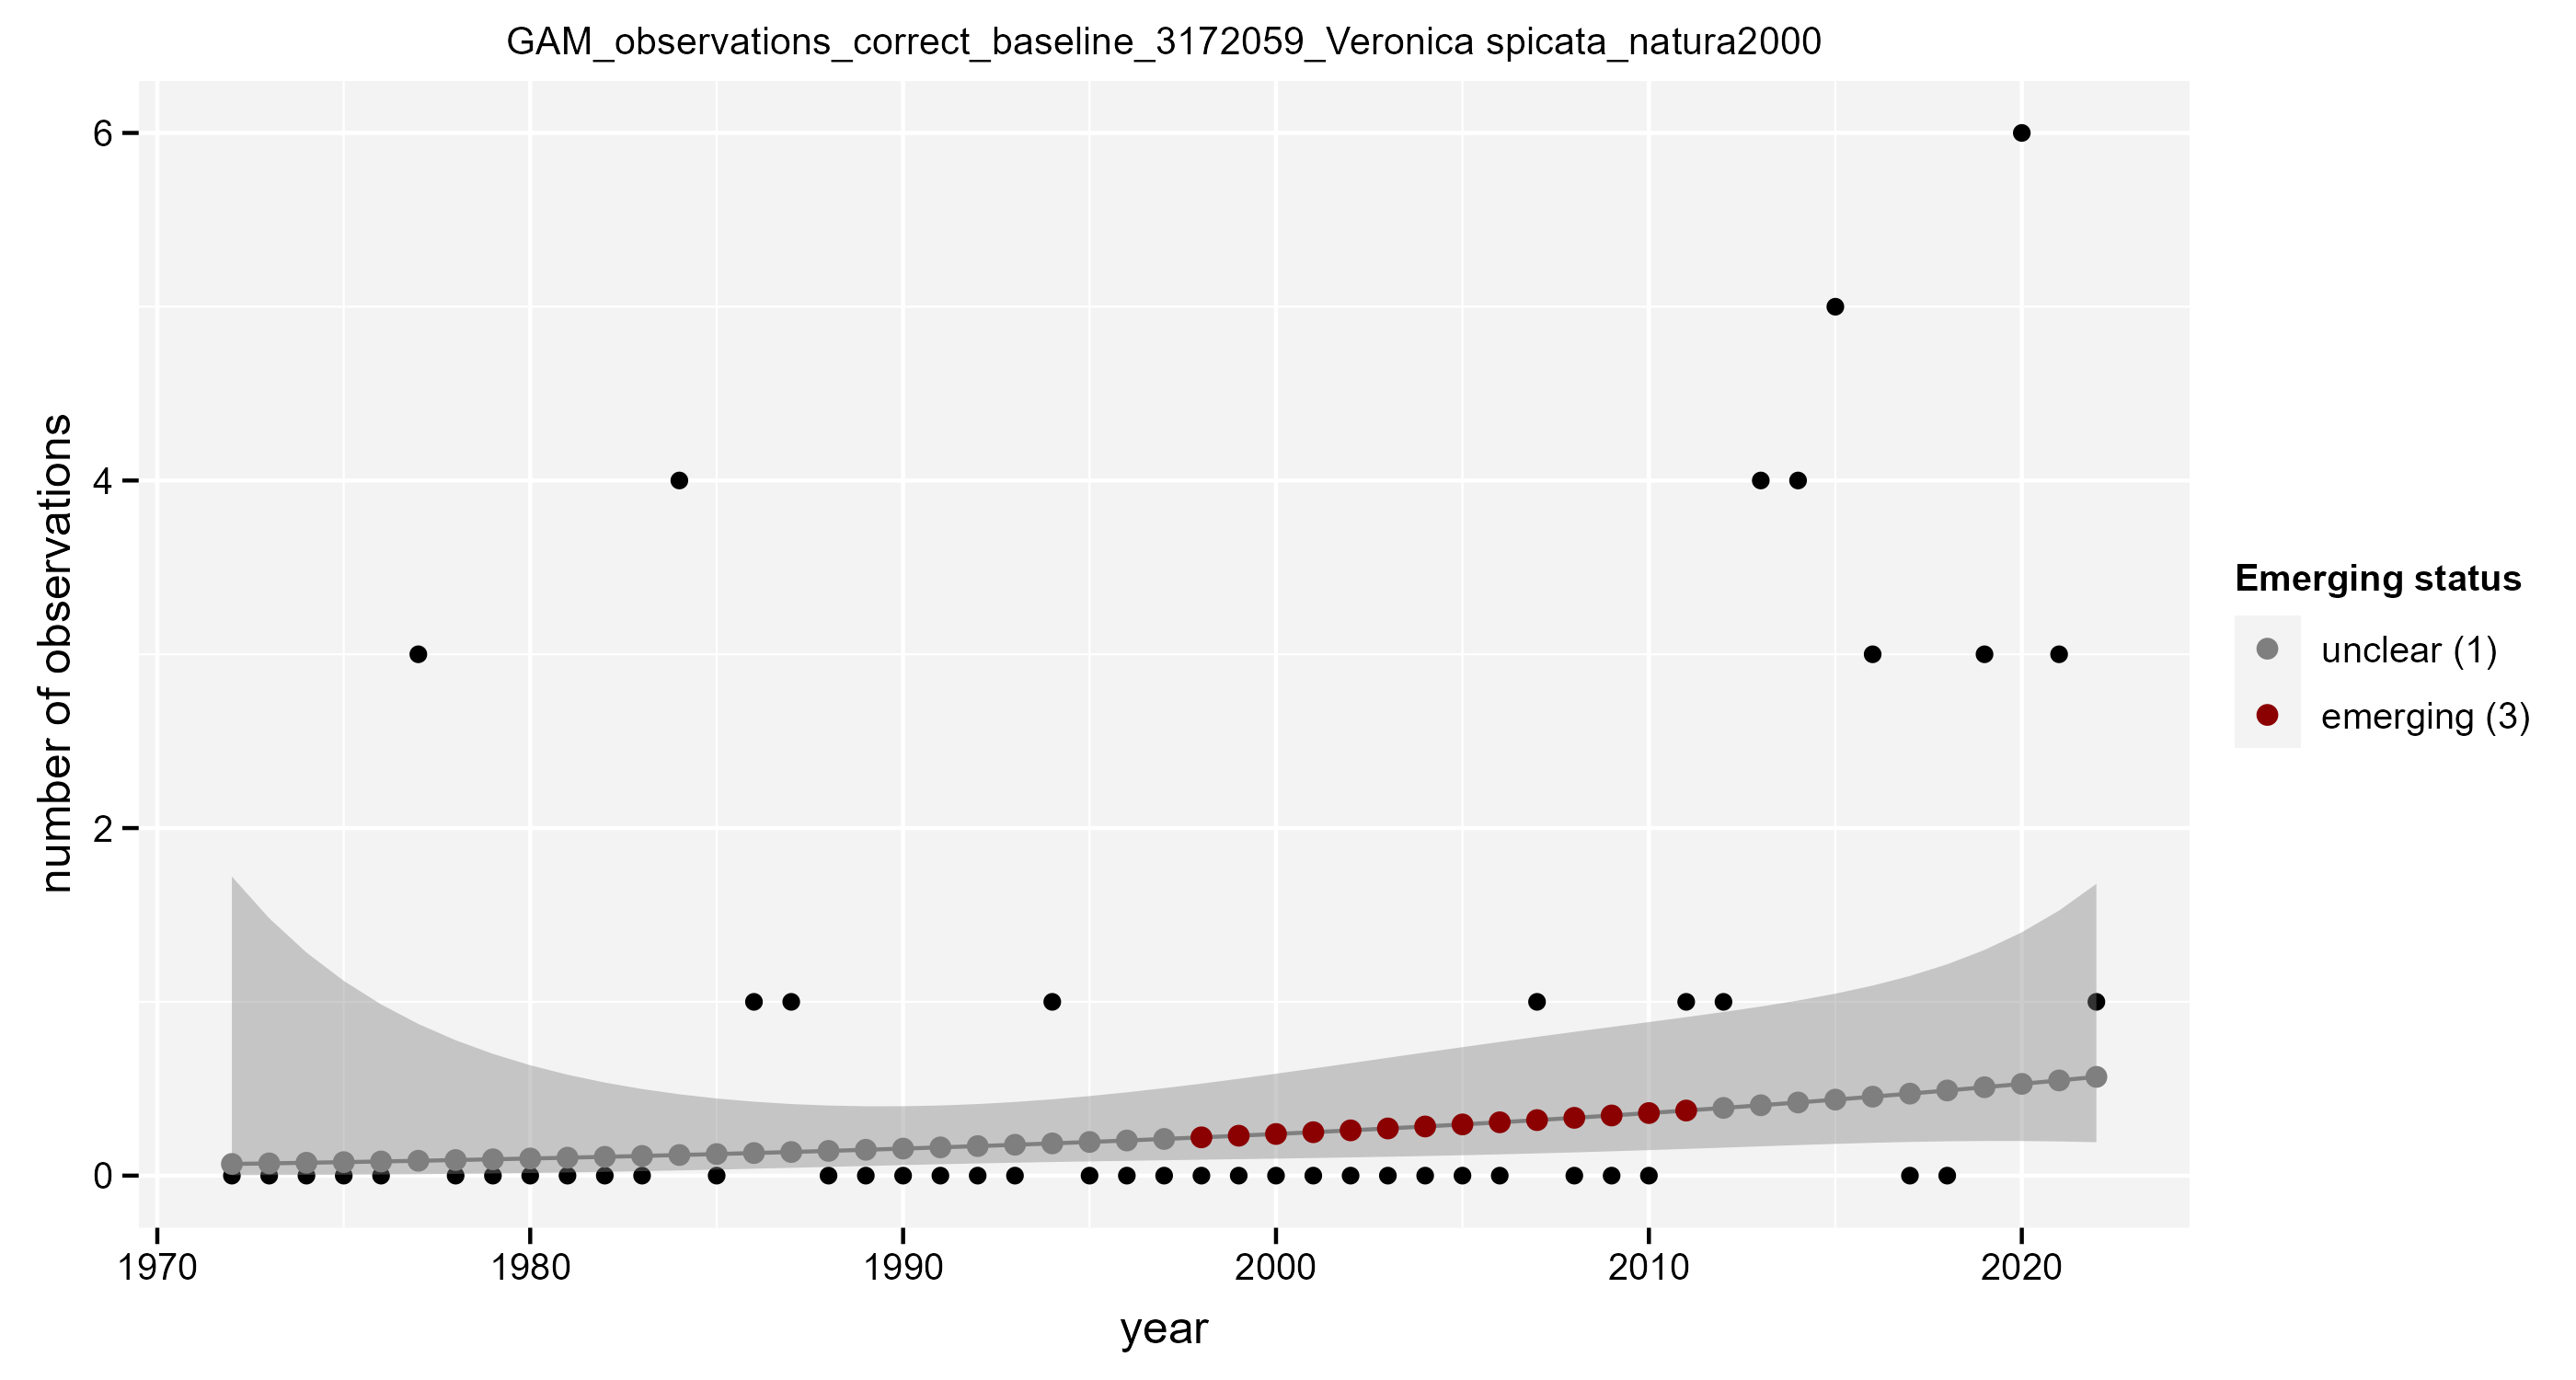 GAM_observations_correct_baseline_3172059_Veronica spicata_natura2000
number of observations
6
4
2
0
1970 1980 1990 2000 2010 2020
year
Emerging status
unclear (1)
emerging (3)